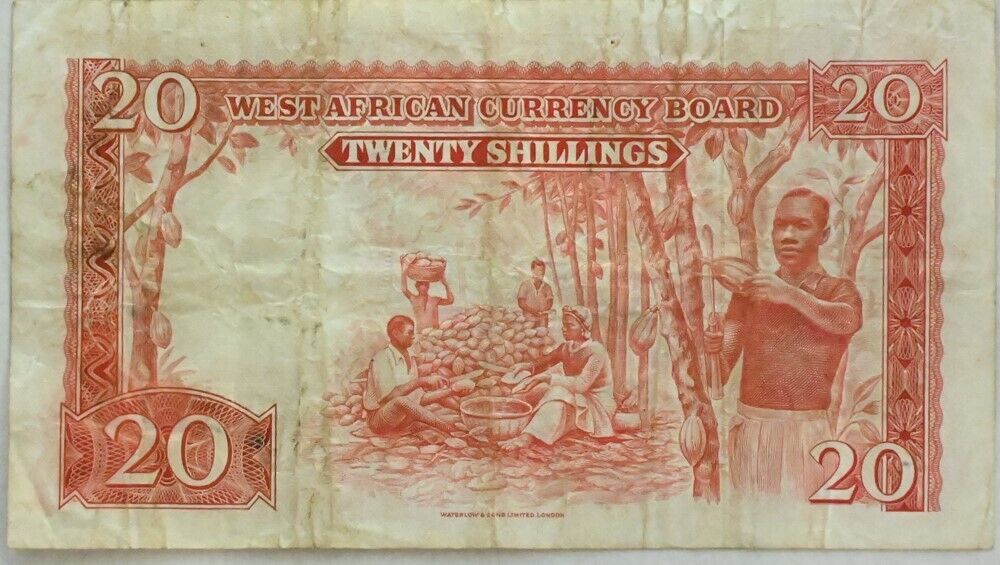 20
20
WEST AFRICAN CURRENCY BOARD
TWENTY SHILLINGS
20
20
WATERLOW & SONS LIMITED, LONDON